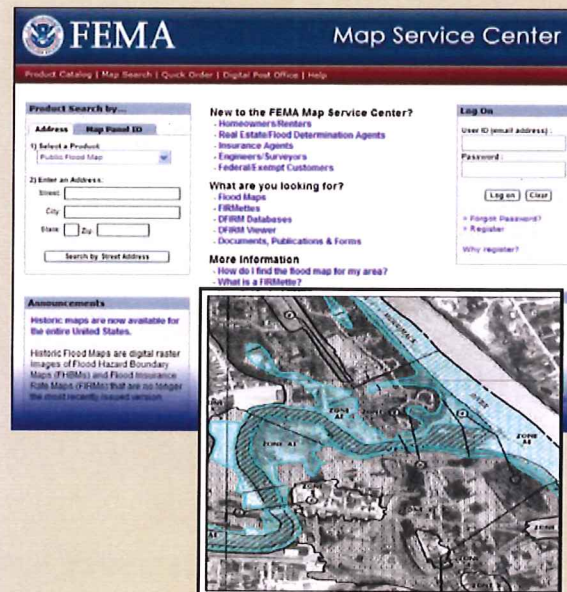 FEMA
Map Service Center
Product Catalog | Map Search | Quick Order | Digital Post Office | Help
Product Search by...
Address
Map Panel ID
1) Select a Product:
Public Flood Map
2) Enter an Address:
Street
City
State
Zip
Search by Street Address
Announcements
Historic maps are now available for
the entire United States.
Historic Flood Maps are digital raster
images of Flood Hazard Boundary
Maps (FHBMs) and Flood Insurance
Rate Maps (FIRMs) that are no longer
the most recently issued version
New to the FEMA Map Service Center?
- Homeowners/Renters
- Real Estate/Flood Determination Agents
- Insurance Agents
- Engineers/Surveyors
- Federal/Exempt Customers
What are you looking for?
- Flood Maps
- FIRMettes
- DFIRM Databases
- DFIRM Viewer
- Documents, Publications & Forms
More Information
- How do I find the flood map for my area?
- What is a FIRMette?
Log On
User ID (email address) :
Password :
Log on
Clear
» Forgot Password?
» Register
Why register?
ZONE AE
ZONE
AE
ZONE
AE